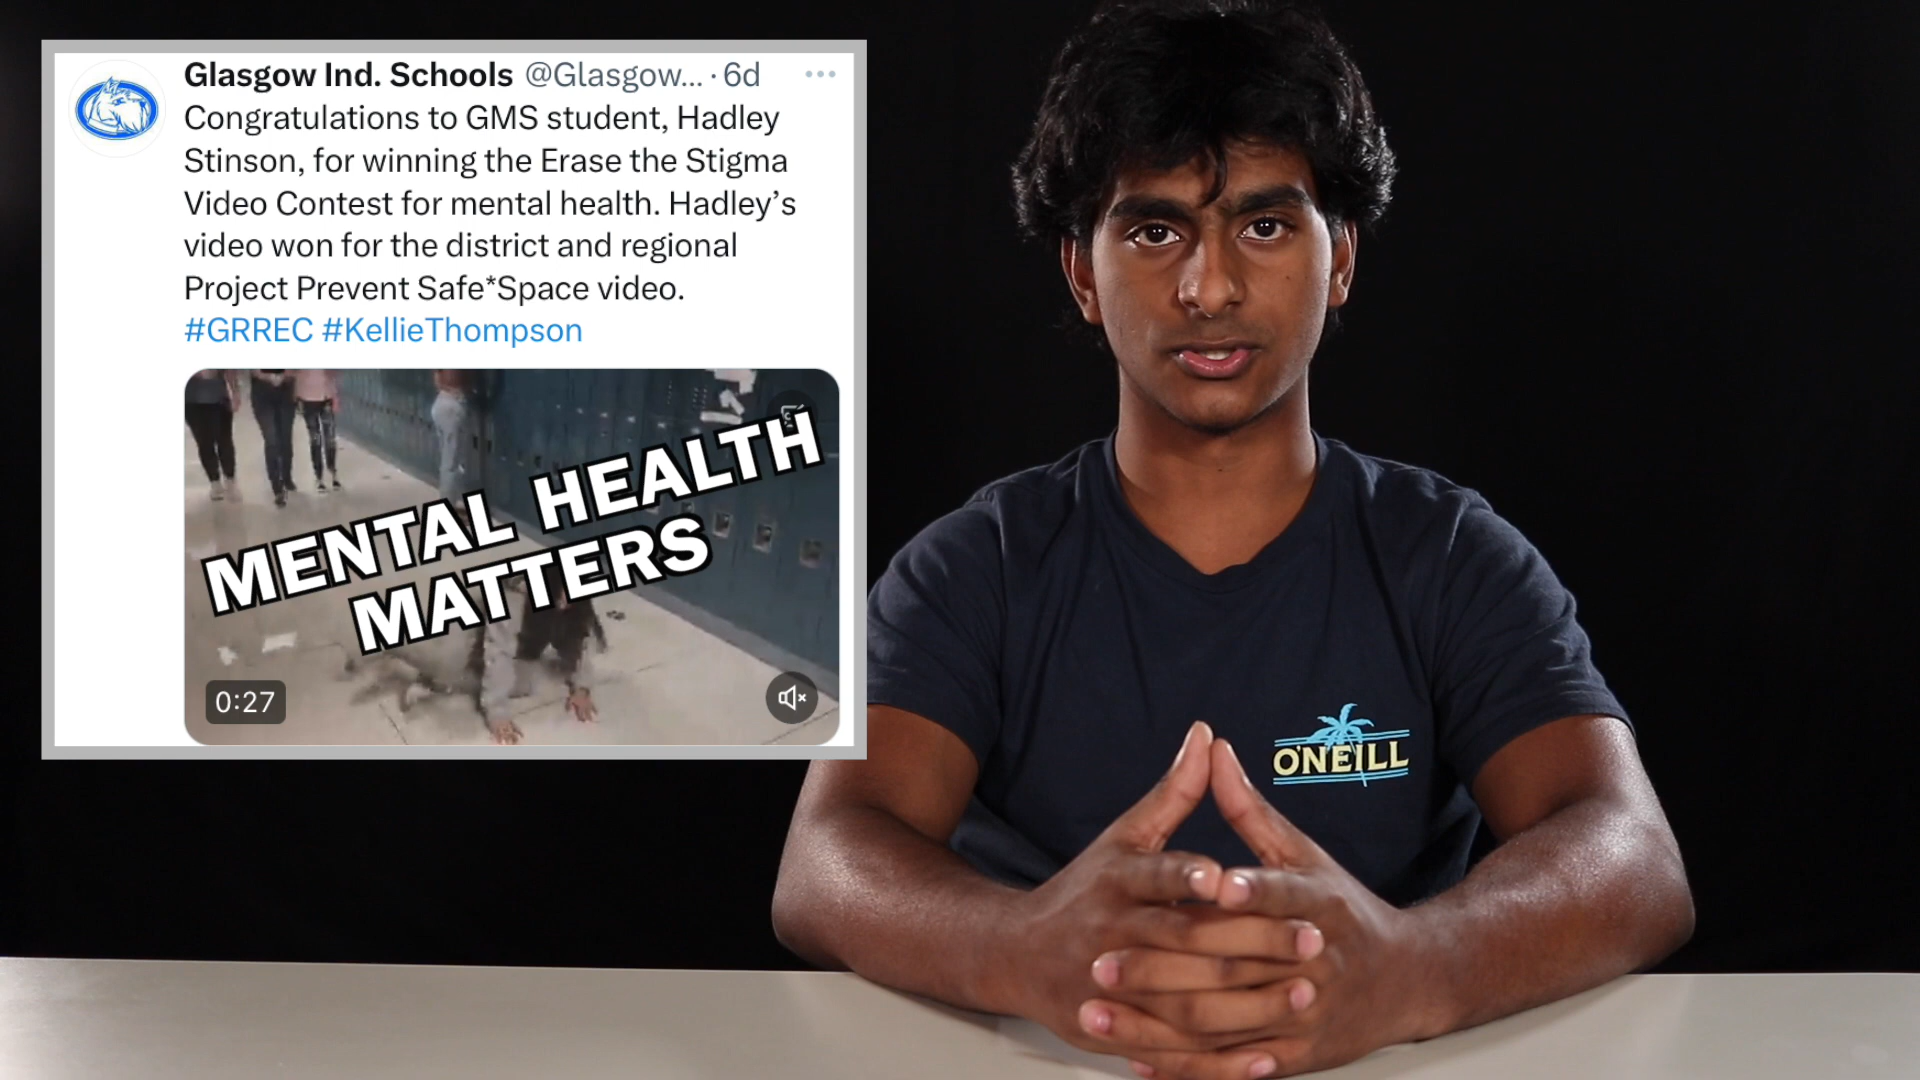 Glasgow Ind. Schools @Glasgow... · 6d
Congratulations to GMS student, Hadley
Stinson, for winning the Erase the Stigma
Video Contest for mental health. Hadley’s
video won for the district and regional
Project Prevent Safe*Space video.
#GRREC #KellieThompson
MENTAL HEALTH
MATTERS
0:27
O'NEILL